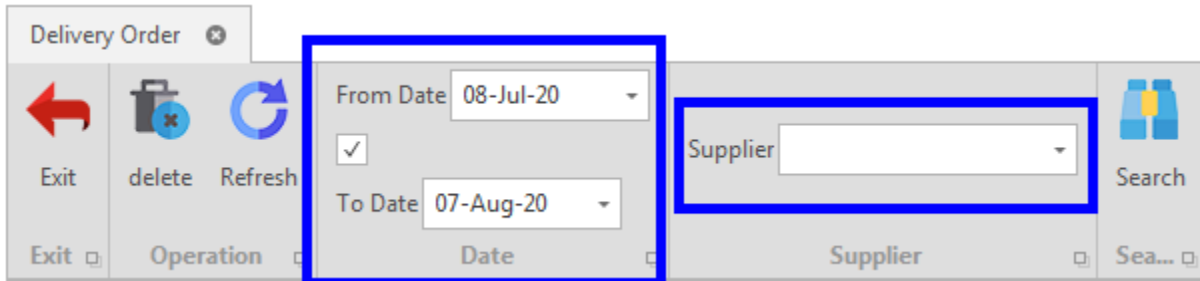 Delivery Order
From Date 08-Jul-20
Supplier
Exit delete Refresh Search
To Date 07-Aug-20
Exit Operation Date Supplier Sea...